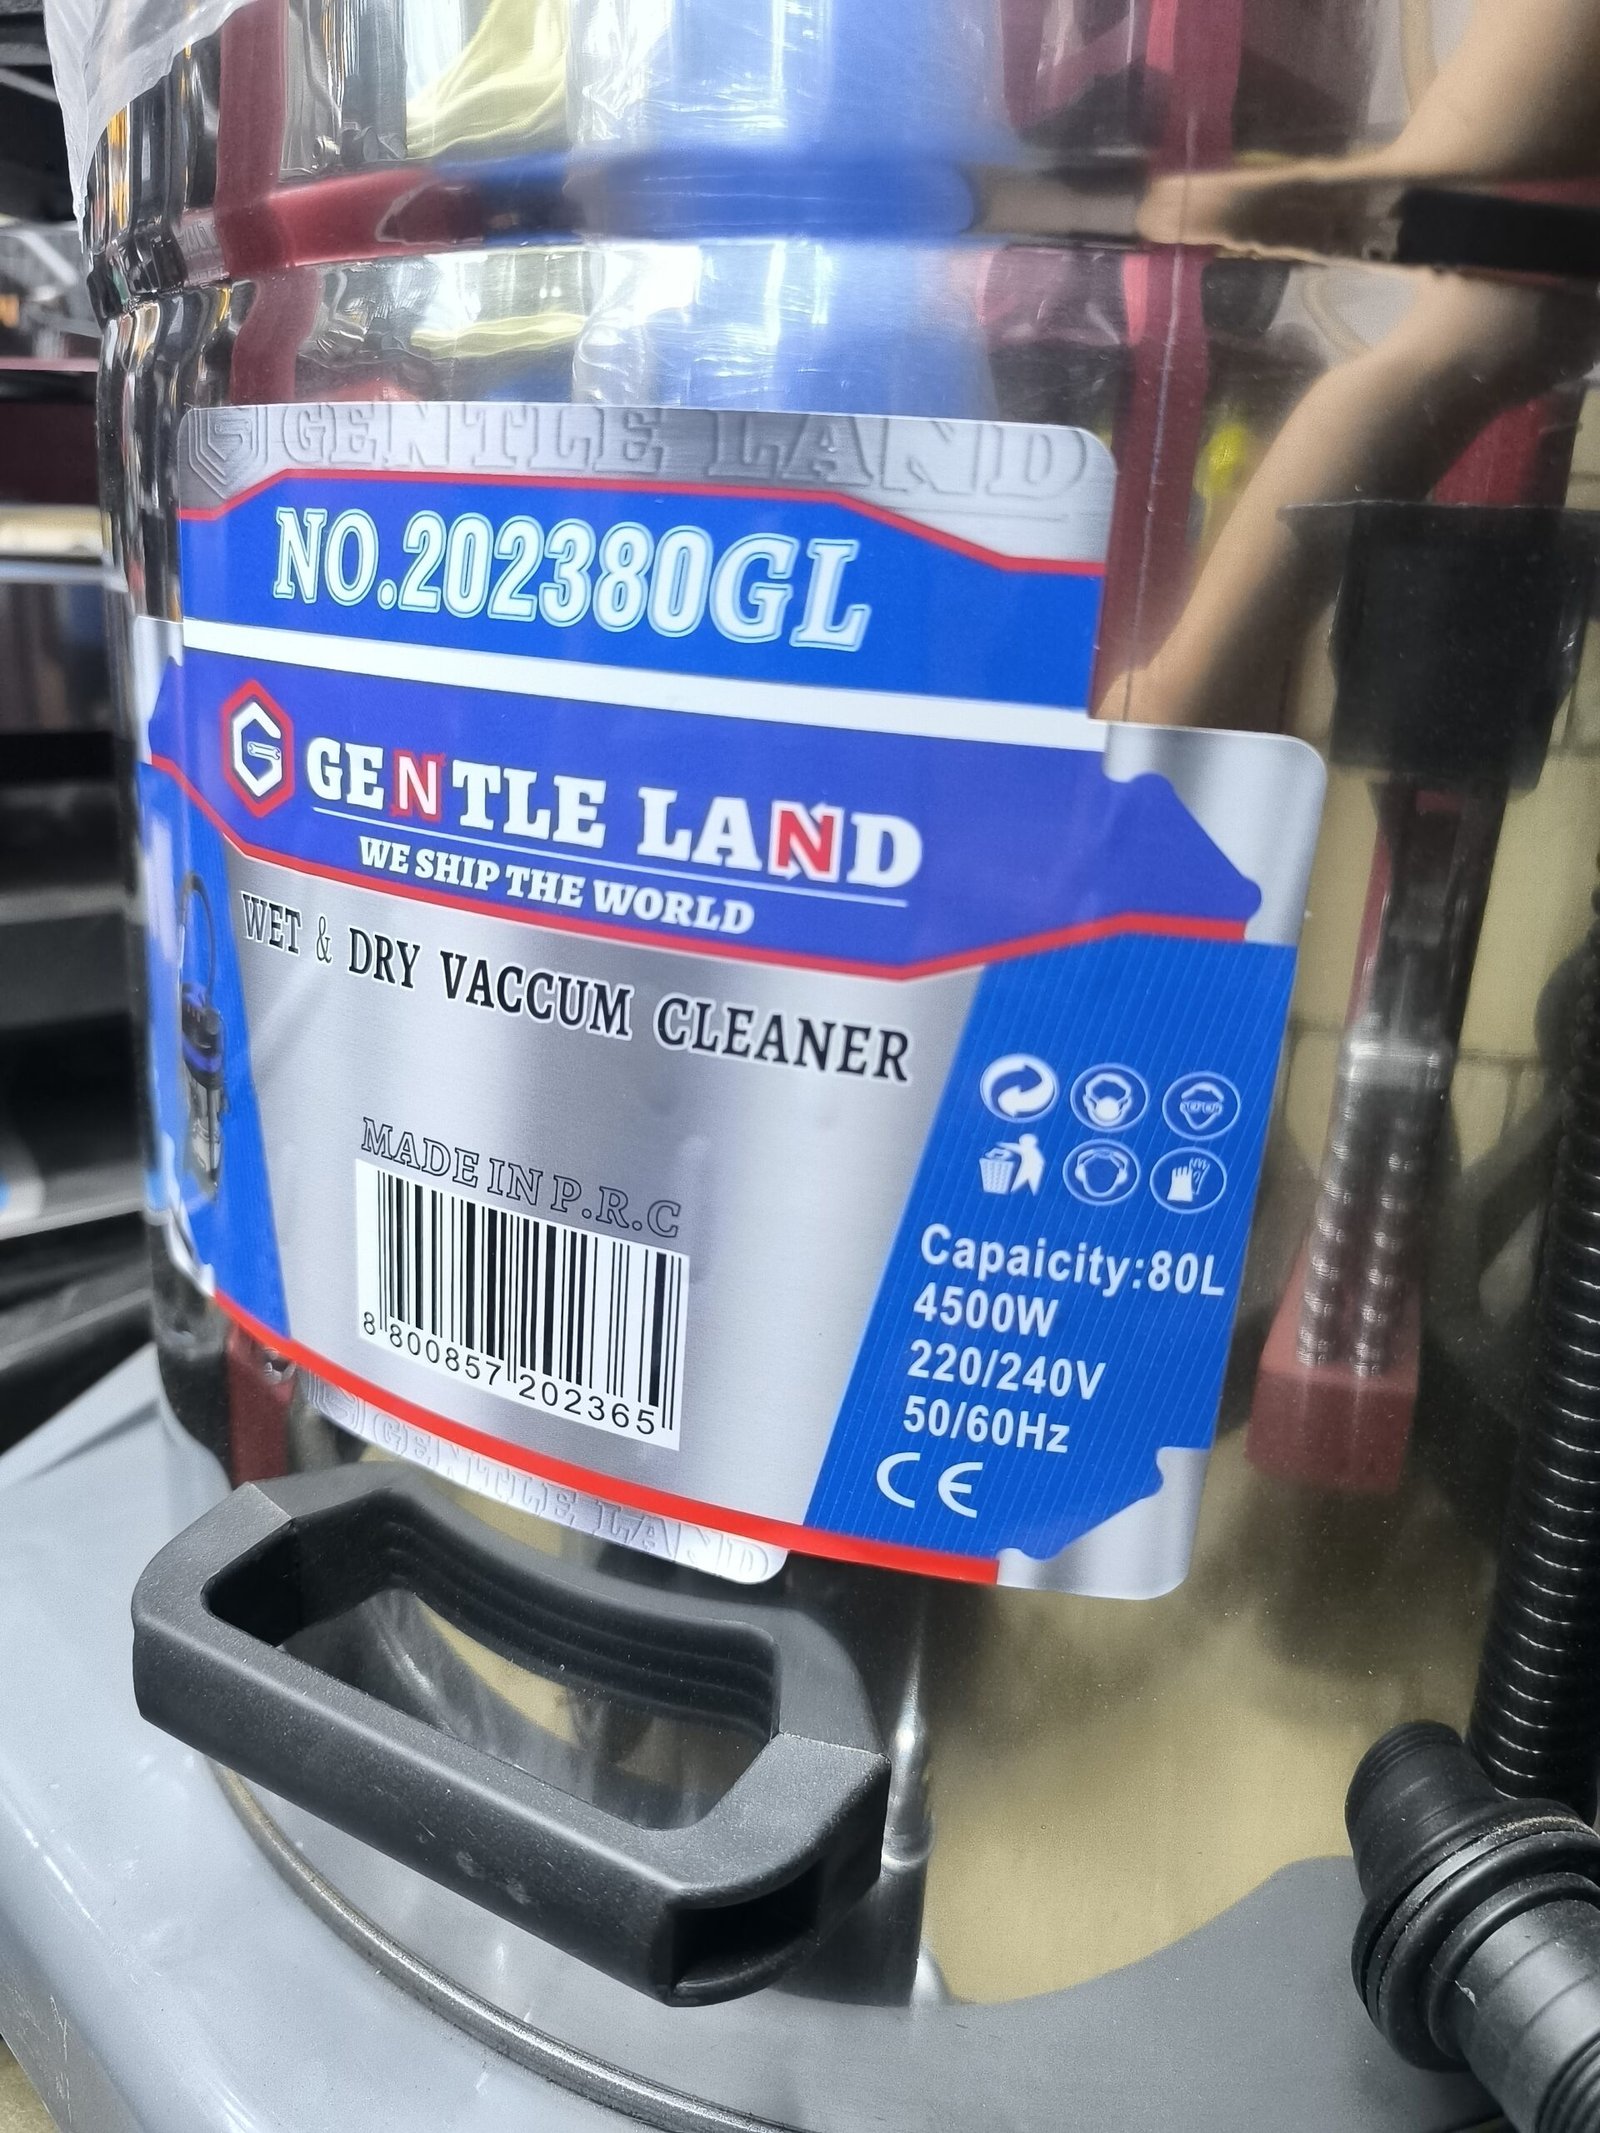 GENTLE LAND
NO.202380GL
GENTLE LAND
WE SHIP THE WORLD
WET & DRY VACCUM CLEANER
MADE IN P.R.C
8 800857 202365
Capaicity:80L
4500W
220/240V
50/60Hz
CE
GENTLE LAND